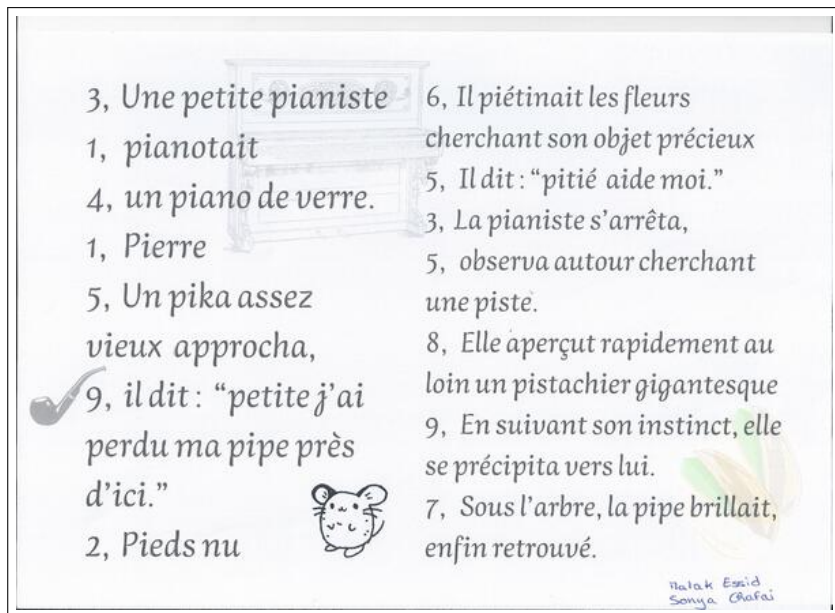 3, Une petite pianiste
1, pianotait
4, un piano de verre.
1, Pierre
5, Un pika assez
vieux approcha,
9, il dit : “petite j’ai
perdu ma pipe près
d’ici.”
2, Pieds nu
6, Il piétinait les fleurs
cherchant son objet précieux
5, Il dit : “pitié aide moi.”
3, La pianiste s’arrêta,
5, observa autour cherchant
une piste.
8, Elle aperçut rapidement au
loin un pistachier gigantesque
9, En suivant son instinct, elle
se précipita vers lui.
7, Sous l’arbre, la pipe brillait,
enfin retrouvé.
Malak Essid
Sonya Chafai